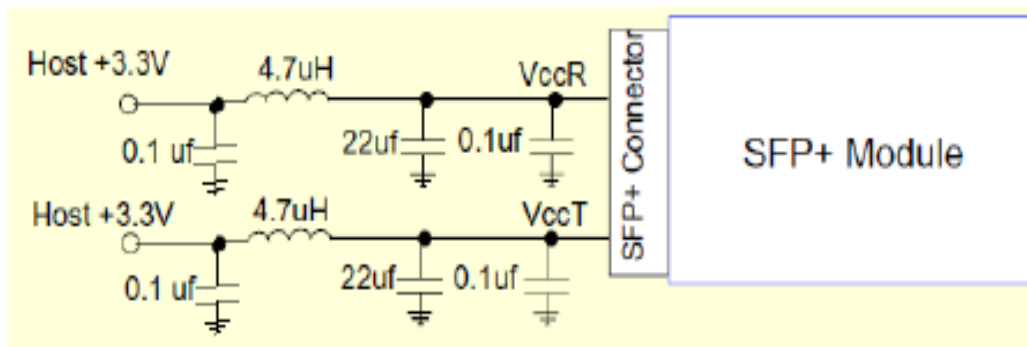 Host +3.3V
4.7uH
VccR
0.1 uf
22uf
0.1uf
Host +3.3V
4.7uH
VccT
0.1 uf
22uf
0.1uf
SFP+ Connector
SFP+ Module